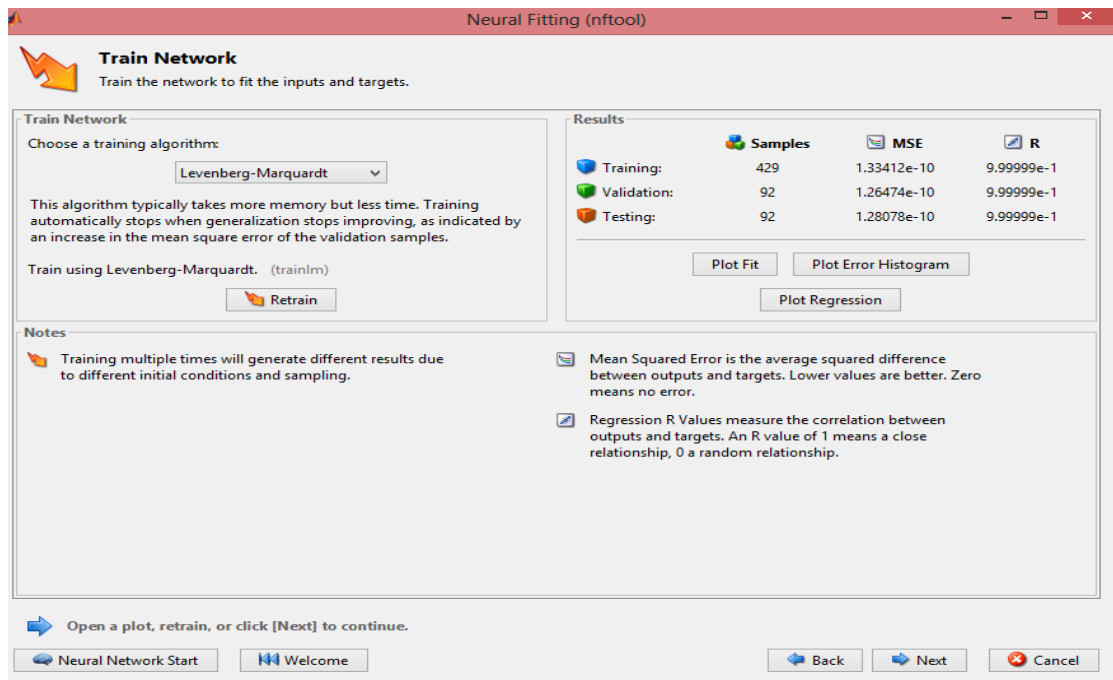 Neural Fitting (nftool)
Train Network
Train the network to fit the inputs and targets.
Train Network
Choose a training algorithm:
Levenberg-Marquardt
This algorithm typically takes more memory but less time. Training
automatically stops when generalization stops improving, as indicated by
an increase in the mean square error of the validation samples.
Train using Levenberg-Marquardt. (trainlm)
Retrain
Results
Samples MSE R
Training: 429 1.33412e-10 9.99999e-1
Validation: 92 1.26474e-10 9.99999e-1
Testing: 92 1.28078e-10 9.99999e-1
Plot Fit Plot Error Histogram
Plot Regression
Notes
Training multiple times will generate different results due
to different initial conditions and sampling.
Mean Squared Error is the average squared difference
between outputs and targets. Lower values are better. Zero
means no error.
Regression R Values measure the correlation between
outputs and targets. An R value of 1 means a close
relationship, 0 a random relationship.
Open a plot, retrain, or click [Next] to continue.
Neural Network Start Welcome Back Next Cancel